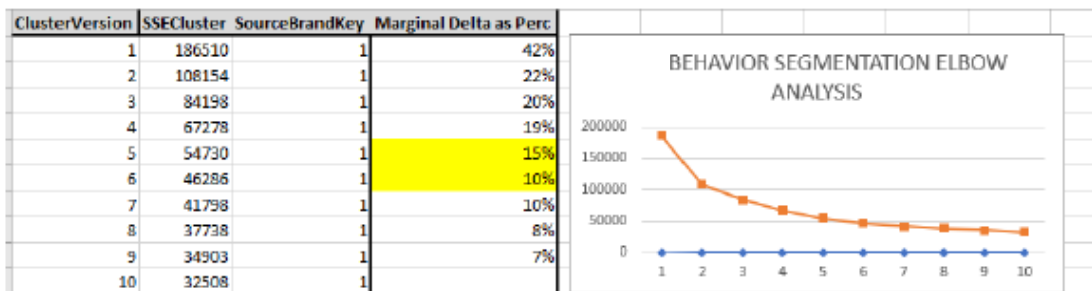 ClusterVersion SSECluster SourceBrandKey Marginal Delta as Perc
1 186510 1 42%
2 108154 1 22%
3 84198 1 20%
4 67278 1 19%
5 54730 1 15%
6 46286 1 10%
7 41798 1 10%
8 37738 1 8%
9 34903 1 7%
10 32508 1
BEHAVIOR SEGMENTATION ELBOW
ANALYSIS
200000
150000
100000
50000
0
1 2 3 4 5 6 7 8 9 10